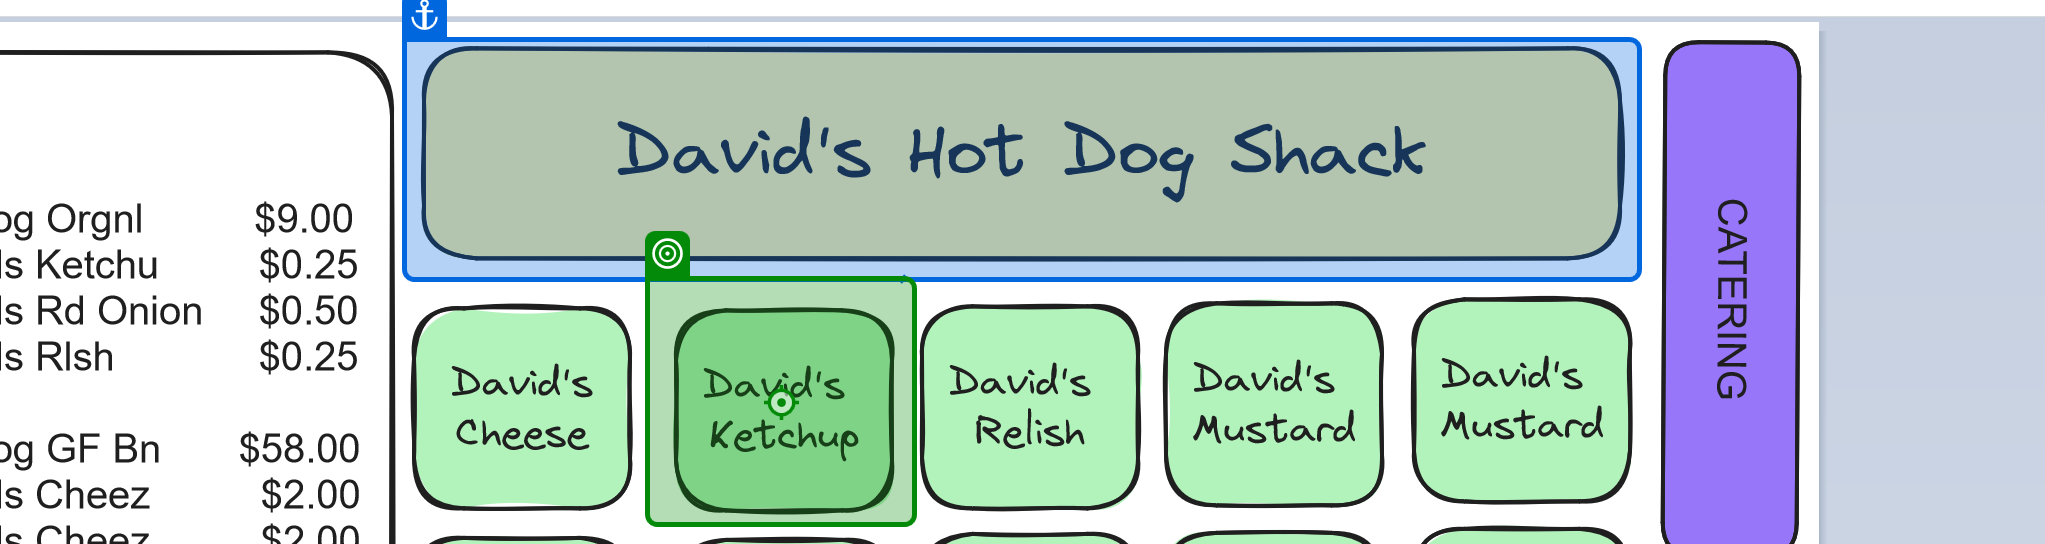 David's Hot Dog Shack
og Orgnl $9.00
ls Ketchu $0.25
ls Rd Onion $0.50
ls Rlsh $0.25
og GF Bn $58.00
ls Cheez $2.00
ls Cheez $2.00
David's
Cheese
David's
Ketchup
David's
Relish
David's
Mustard
David's
Mustard
CATERING